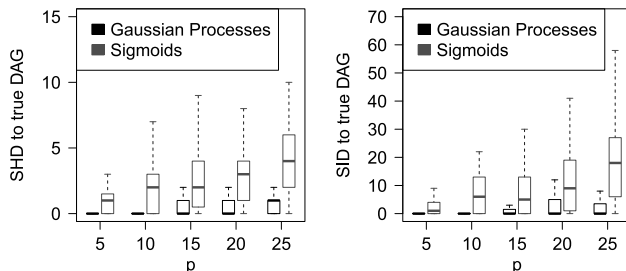 SHD to true DAG
15
10
5
0
Gaussian Processes
Sigmoids
5 10 15 20 25
p
SID to true DAG
70
60
50
40
30
20
10
0
Gaussian Processes
Sigmoids
5 10 15 20 25
p